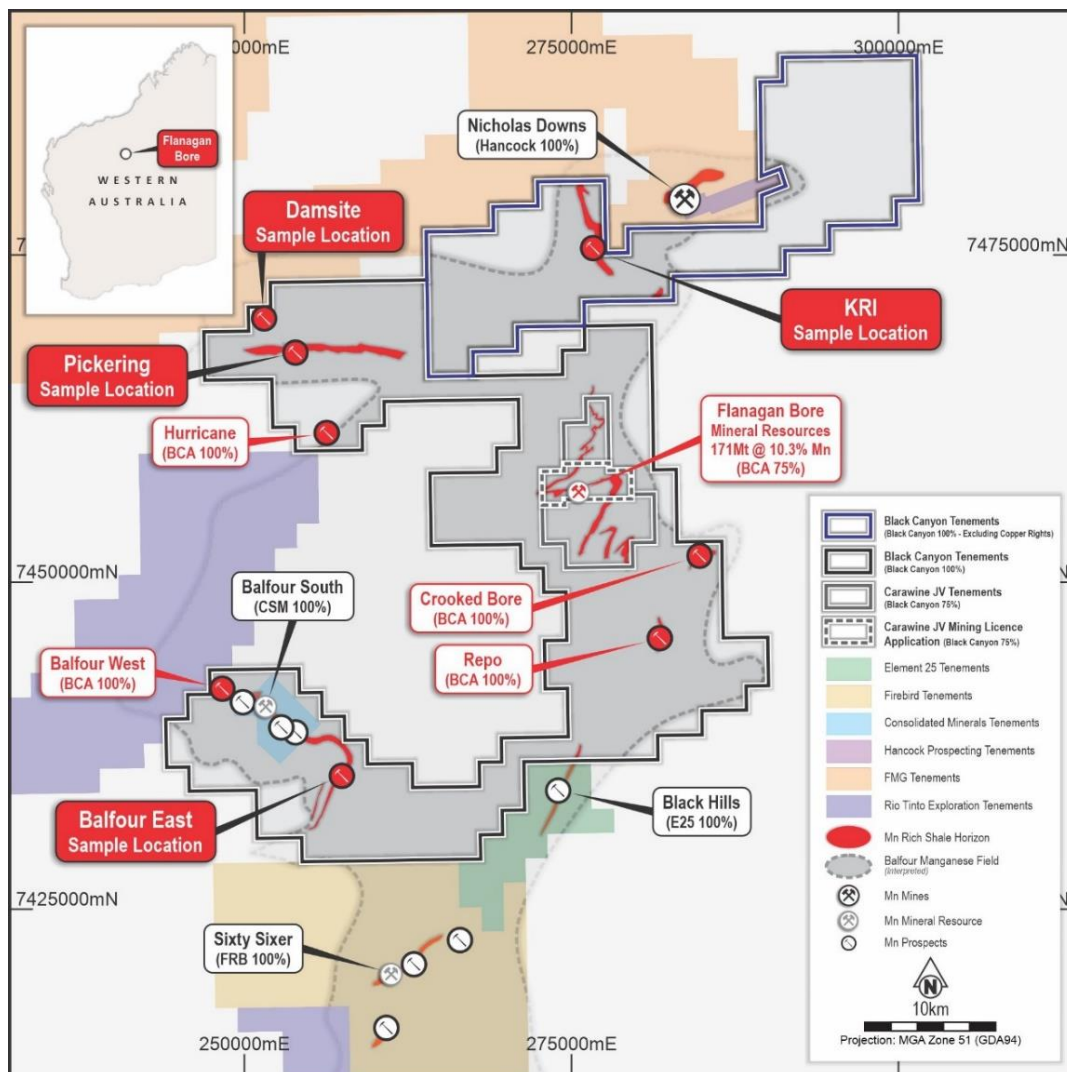 000mE
275000mE
300000mE
Flanagan
Bore
WESTERN
AUSTRALIA
Nicholas Downs
(Hancock 100%)
Damsite
Sample Location
7475000mN
KRI
Sample Location
Pickering
Sample Location
Hurricane
(BCA 100%)
Flanagan Bore
Mineral Resources
171Mt @ 10.3% Mn
(BCA 75%)
7450000mN
Balfour South
(CSM 100%)
Crooked Bore
(BCA 100%)
Balfour West
(BCA 100%)
Repo
(BCA 100%)
Balfour East
Sample Location
Black Hills
(E25 100%)
7425000mN
Sixty Sixer
(FRB 100%)
250000mE
275000mE
Black Canyon Tenements
(Black Canyon 100% - Excluding Copper Rights)
Black Canyon Tenements
(Black Canyon 100%)
Carawine JV Tenements
(Black Canyon 75%)
Carawine JV Mining Licence
Application (Black Canyon 75%)
Element 25 Tenements
Firebird Tenements
Consolidated Minerals Tenements
Hancock Prospecting Tenements
FMG Tenements
Rio Tinto Exploration Tenements
Mn Rich Shale Horizon
Balfour Manganese Field
(Interpreted)
Mn Mines
Mn Mineral Resource
Mn Prospects
N
10km
Projection: MGA Zone 51 (GDA94)